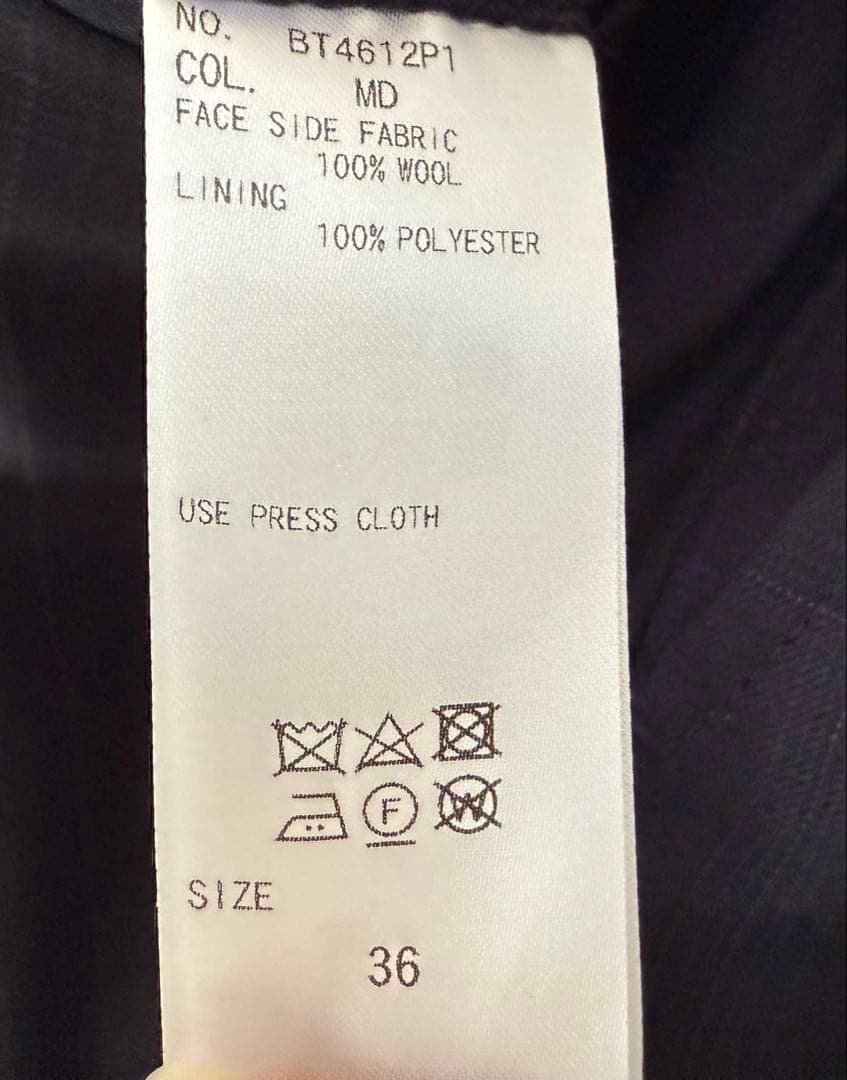 NO. BT4612P1
COL. MD
FACE SIDE FABRIC
100% WOOL
LINING
100% POLYESTER
USE PRESS CLOTH
F W
SIZE
36